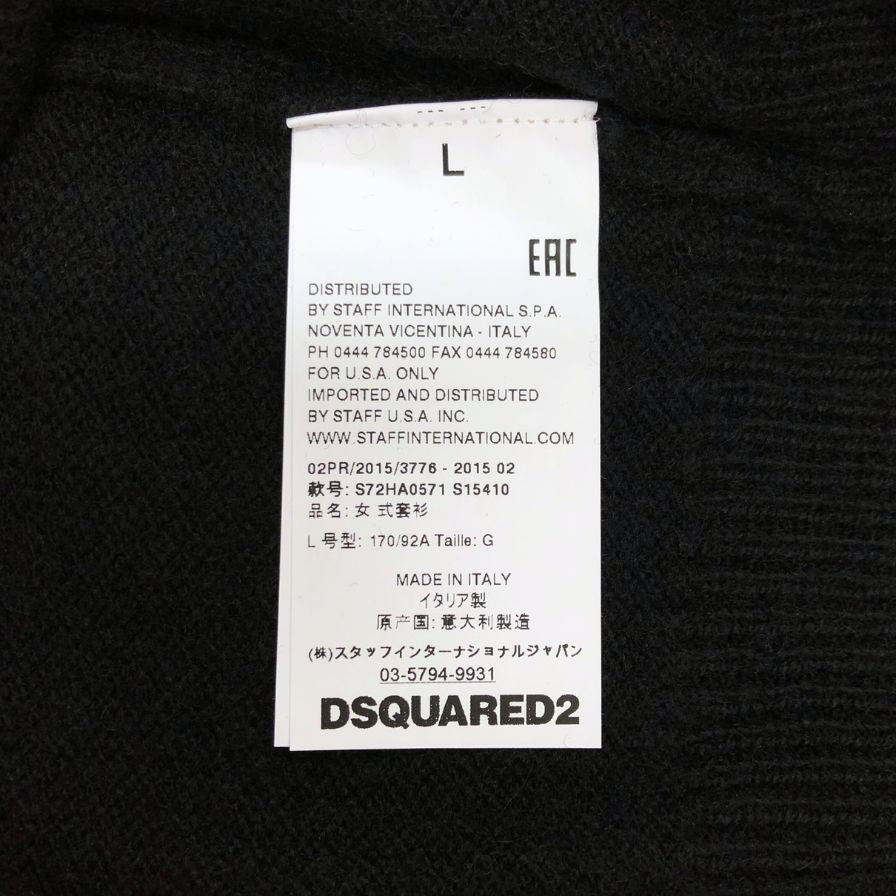 L
EAC
DISTRIBUTED
BY STAFF INTERNATIONAL S.P.A.
NOVENTA VICENTINA - ITALY
PH 0444 784500 FAX 0444 784580
FOR U.S.A. ONLY
IMPORTED AND DISTRIBUTED
BY STAFF U.S.A. INC.
WWW.STAFFINTERNATIONAL.COM
02PR/2015/3776 - 2015 02
款号: S72HA0571 S15410
品名: 女 式套衫
L 号型: 170/92A Taille: G
MADE IN ITALY
イタリア製
原产国: 意大利製造
(株)スタッフインターナショナルジャパン
03-5794-9931
DSQUARED2